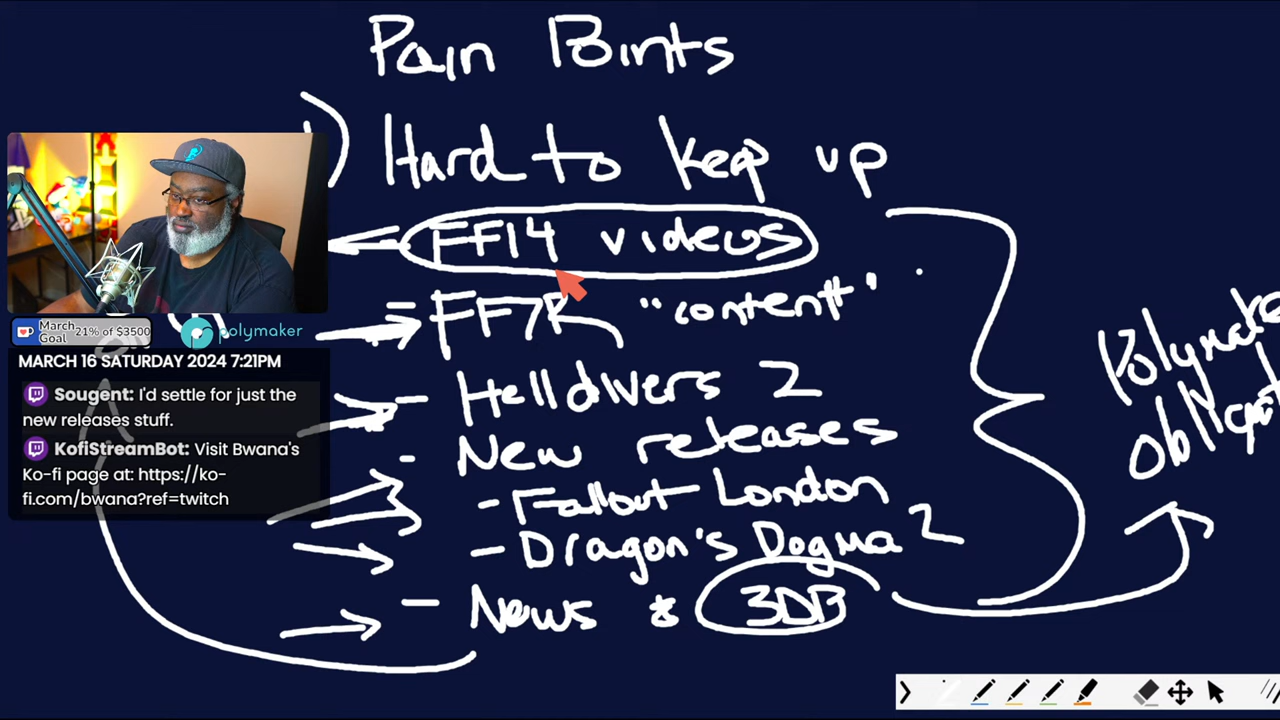 Pain Points
Hard to keep up
FF14 videos
- FF7R "content"
- Helldivers 2
- New releases
- Fallout London
- Dragon's Dogma 2
- News * 3DP
March Goal 21% of $3500
polymaker
MARCH 16 SATURDAY 2024 7:21PM
Sougent: I'd settle for just the
new releases stuff.
KofiStreamBot: Visit Bwana's
Ko-fi page at: https://ko-
fi.com/bwana?ref=twitch